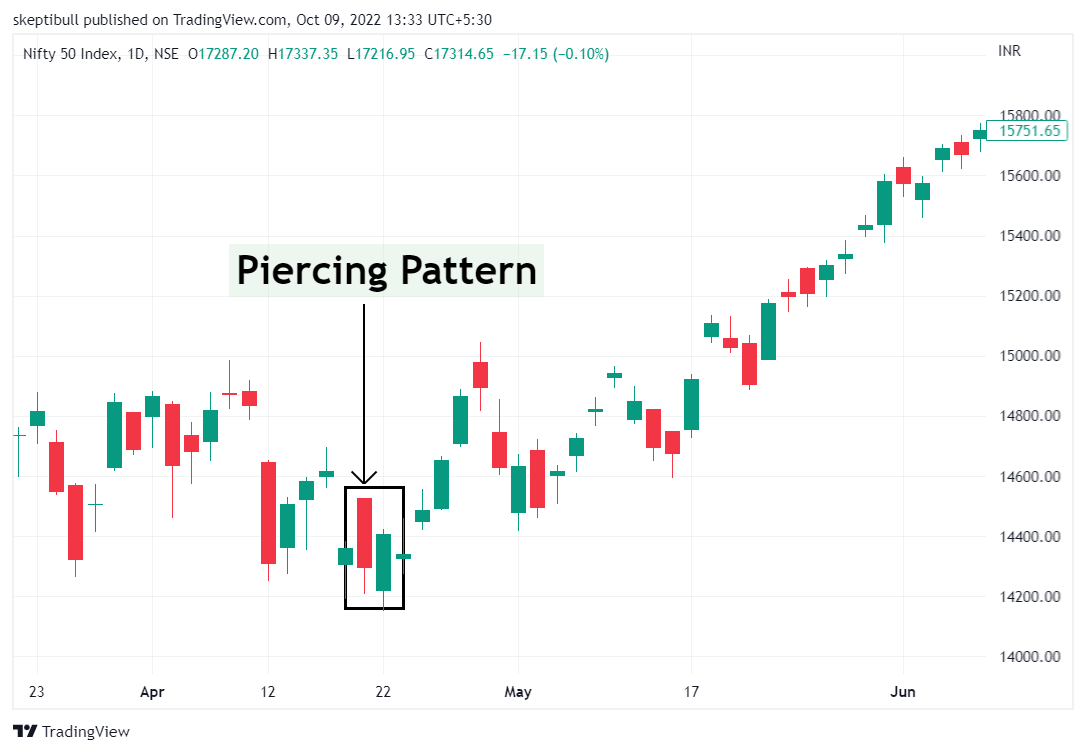 skeptibull published on TradingView.com, Oct 09, 2022 13:33 UTC+5:30
Nifty 50 Index, 1D, NSE O17287.20 H17337.35 L17216.95 C17314.65 −17.15 (−0.10%)
INR
15800.00
15751.65
15600.00
15400.00
Piercing Pattern
15200.00
15000.00
14800.00
14600.00
14400.00
14200.00
14000.00
23 Apr 12 22 May 17 Jun
TradingView